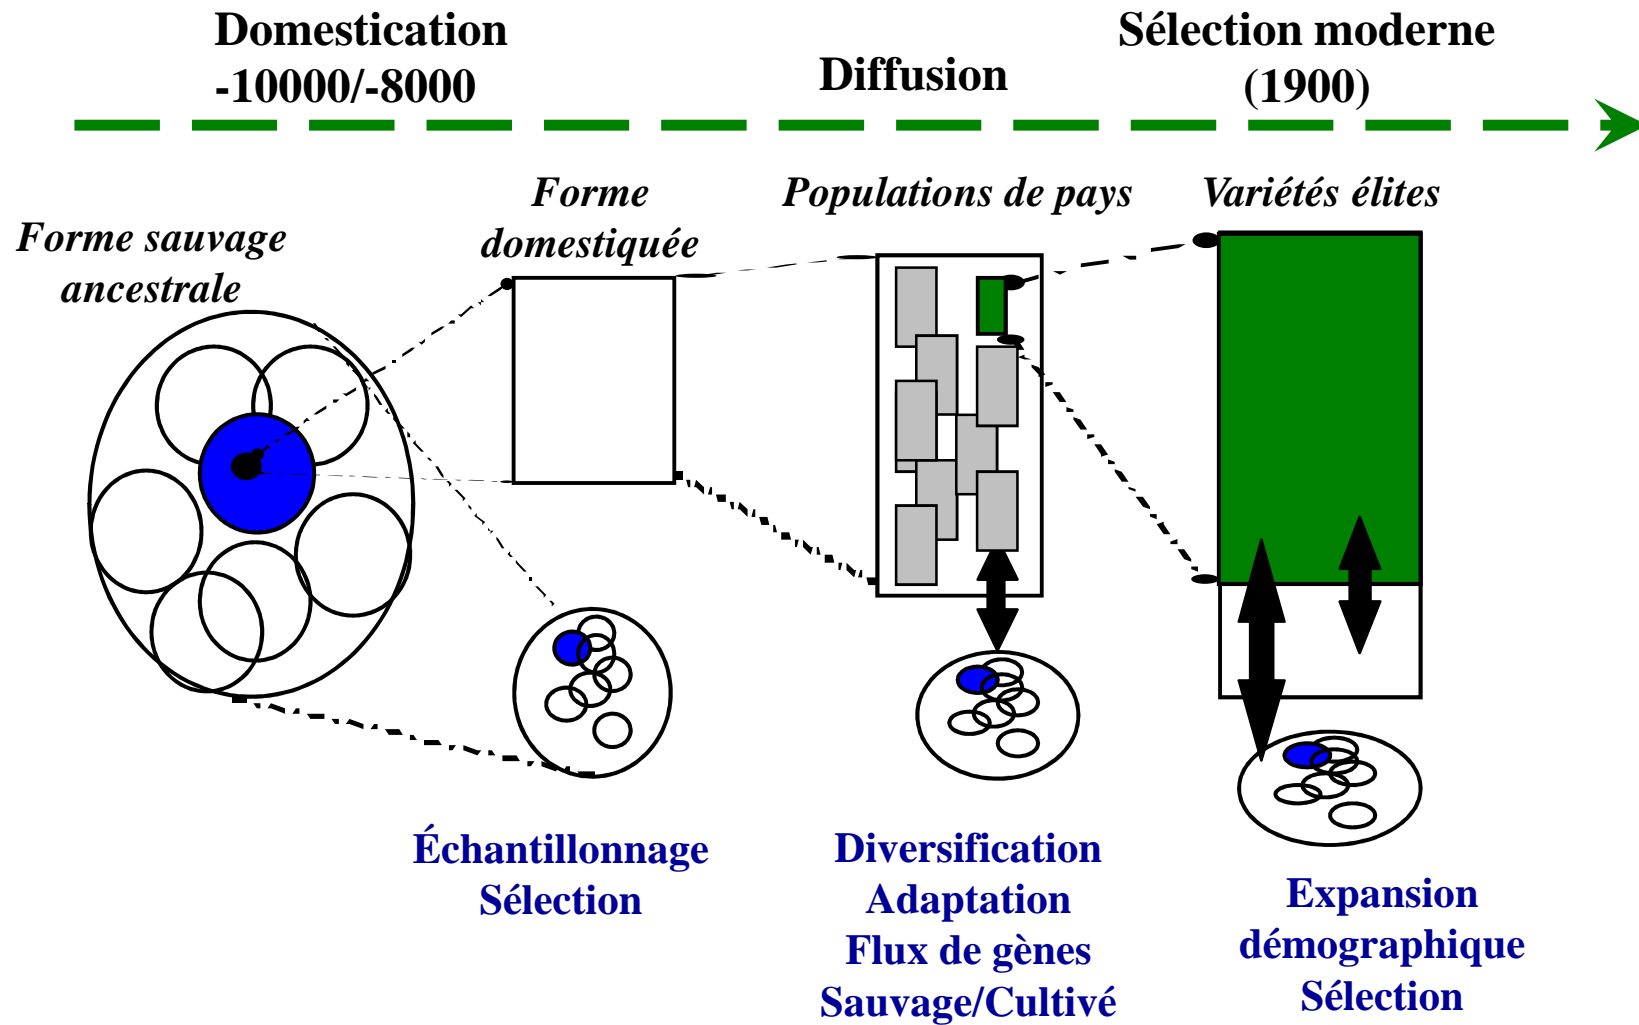 Domestication
-10000/-8000
Diffusion
Sélection moderne
(1900)
Forme sauvage
ancestrale
Forme
domestiquée
Populations de pays
Variétés élites
Échantillonnage
Sélection
Diversification
Adaptation
Flux de gènes
Sauvage/Cultivé
Expansion
démographique
Sélection